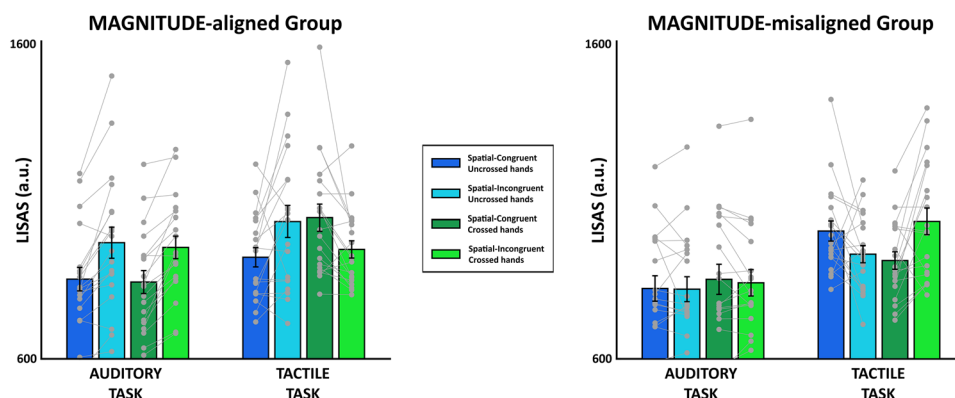 MAGNITUDE-aligned Group
1600
LISAS (a.u.)
600
AUDITORY
TASK
TACTILE
TASK
Spatial-Congruent
Uncrossed hands
Spatial-Incongruent
Uncrossed hands
Spatial-Congruent
Crossed hands
Spatial-Incongruent
Crossed hands
MAGNITUDE-misaligned Group
1600
LISAS (a.u.)
600
AUDITORY
TASK
TACTILE
TASK